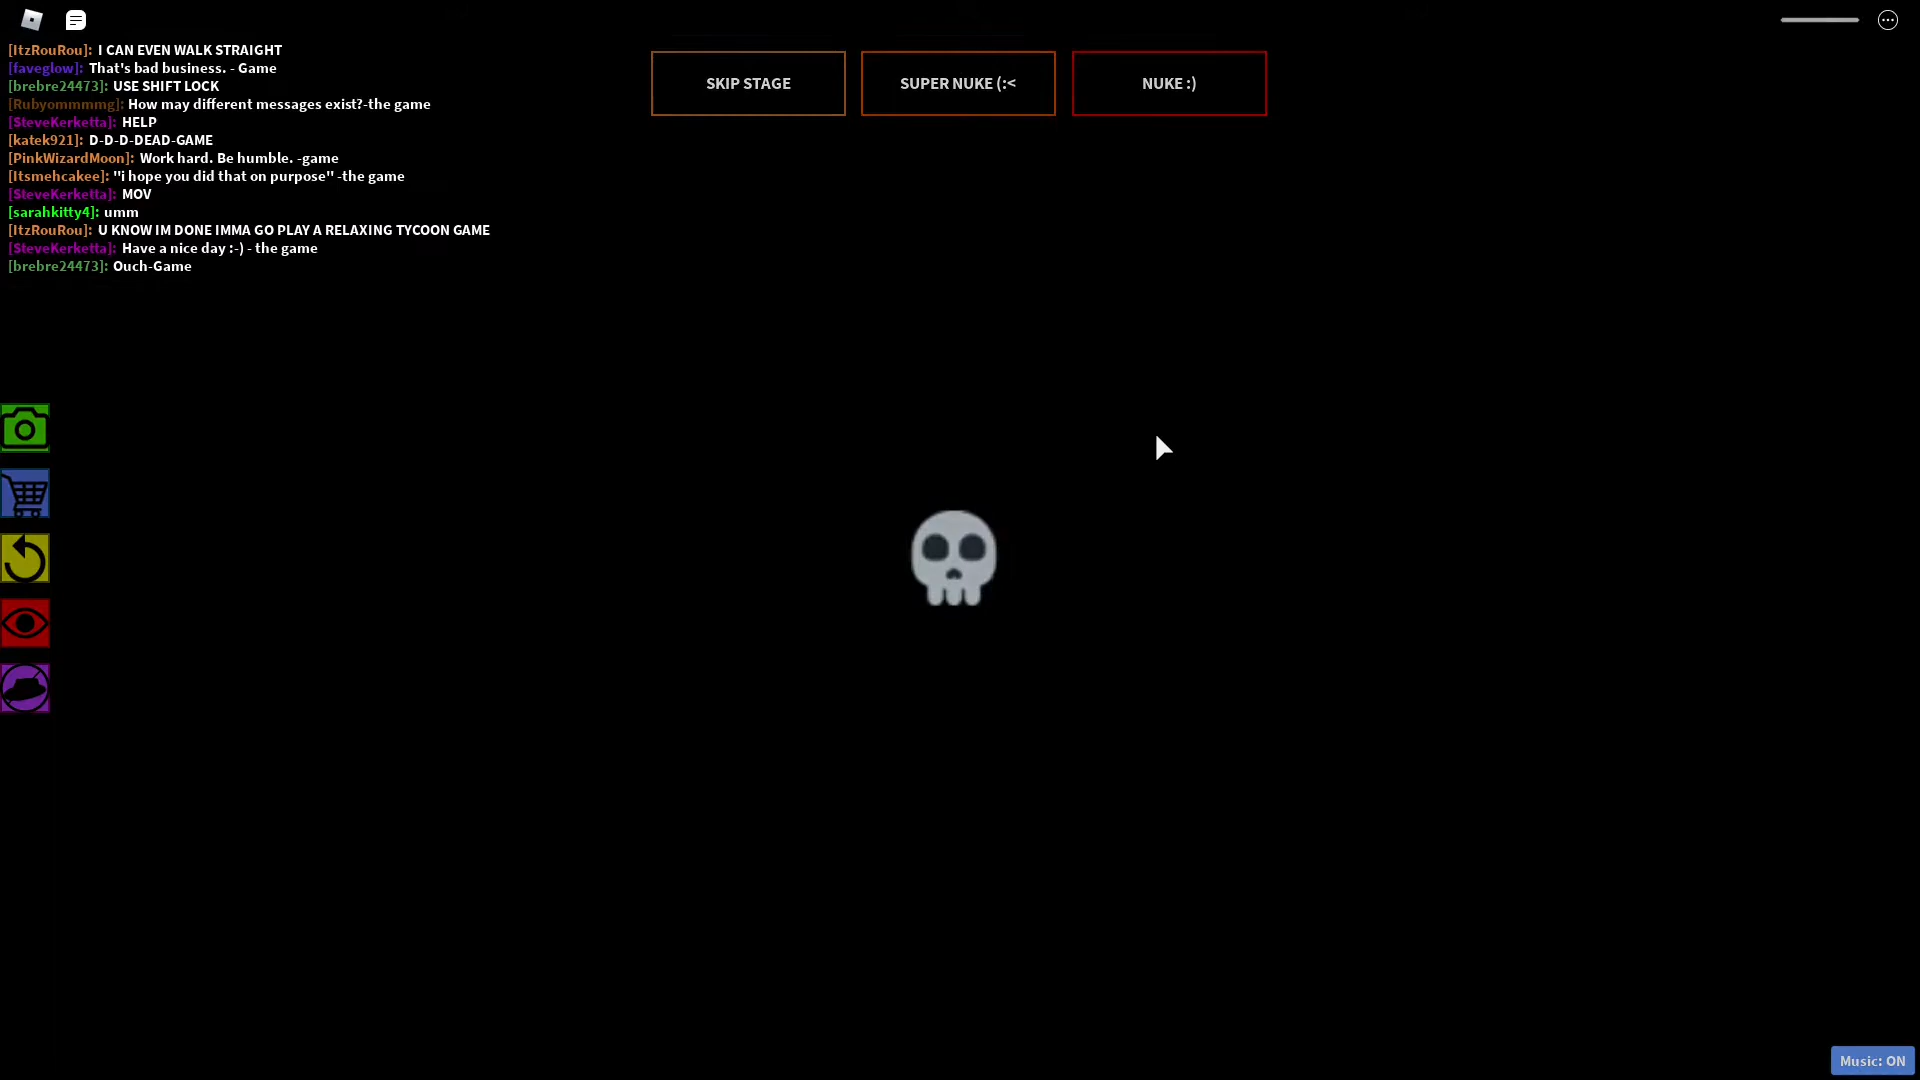 [ItzRouRou]: I CAN EVEN WALK STRAIGHT
[faveglow]: That's bad business. - Game
[brebre24473]: USE SHIFT LOCK
[Rubyommmmg]: How may different messages exist?-the game
[SteveKerketta]: HELP
[katek921]: D-D-D-DEAD-GAME
[PinkWizardMoon]: Work hard. Be humble. -game
[Itsmehcakee]: "i hope you did that on purpose" -the game
[SteveKerketta]: MOV
[sarahkitty4]: umm
[ItzRouRou]: U KNOW IM DONE IMMA GO PLAY A RELAXING TYCOON GAME
[SteveKerketta]: Have a nice day :-) - the game
[brebre24473]: Ouch-Game
SKIP STAGE
SUPER NUKE (:<
NUKE :)
Music: ON